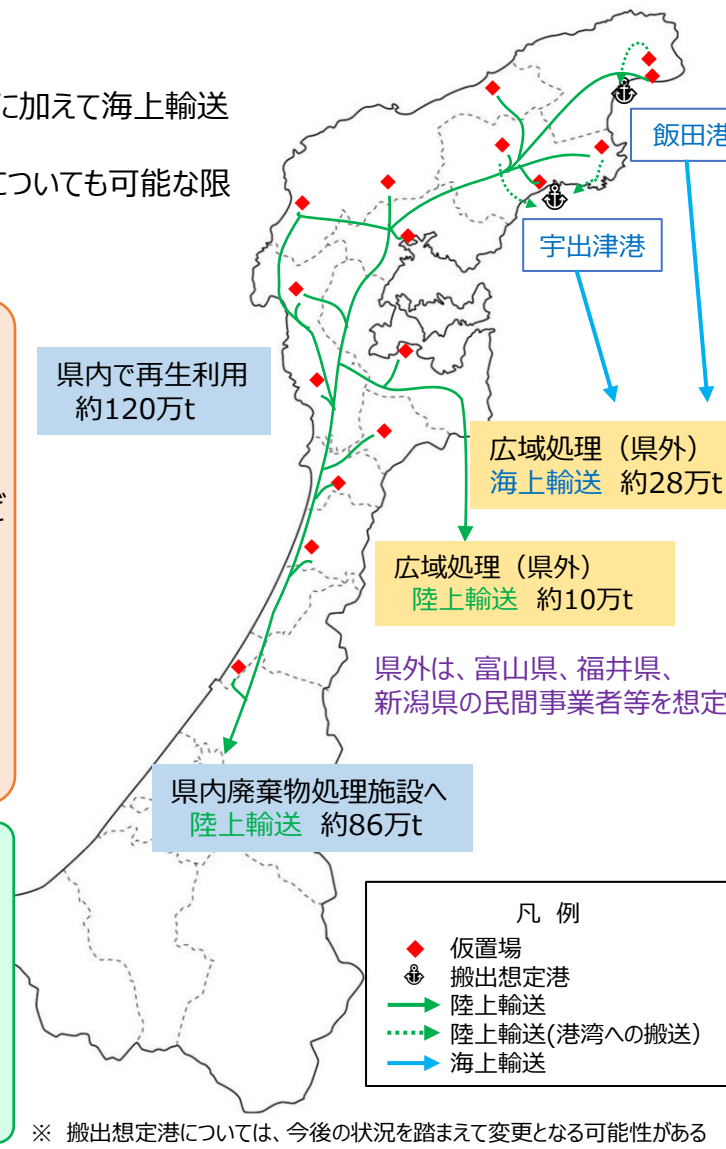 に加えて海上輸送
についても可能な限
飯田港
宇出津港
県内で再生利用
約120万t
広域処理（県外）
海上輸送 約28万t
広域処理（県外）
陸上輸送 約10万t
県外は、富山県、福井県、
新潟県の民間事業者等を想定
県内廃棄物処理施設へ
陸上輸送 約86万t
凡 例
仮置場
搬出想定港
陸上輸送
陸上輸送(港湾への搬送）
海上輸送
※ 搬出想定港については、今後の状況を踏まえて変更となる可能性がある